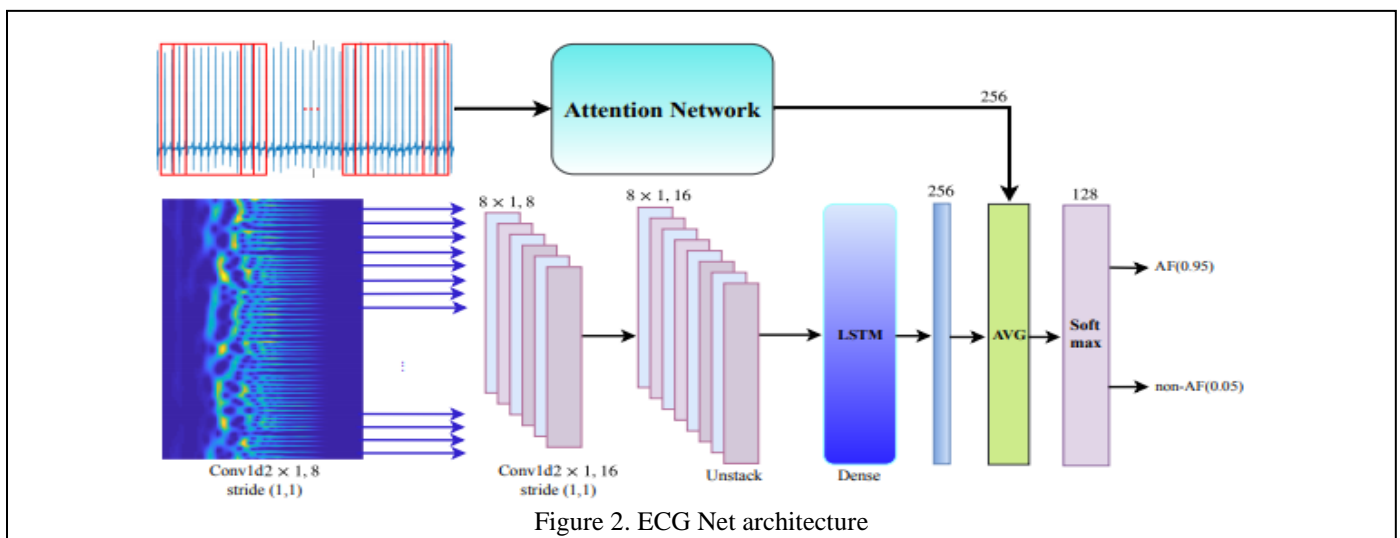 Attention Network
256
8 × 1, 8
8 × 1, 16
256
128
LSTM
AVG
Soft
max
AF(0.95)
non-AF(0.05)
Conv1d2 × 1, 8
stride (1,1)
Conv1d2 × 1, 16
stride (1,1)
Unstack
Dense
Figure 2. ECG Net architecture